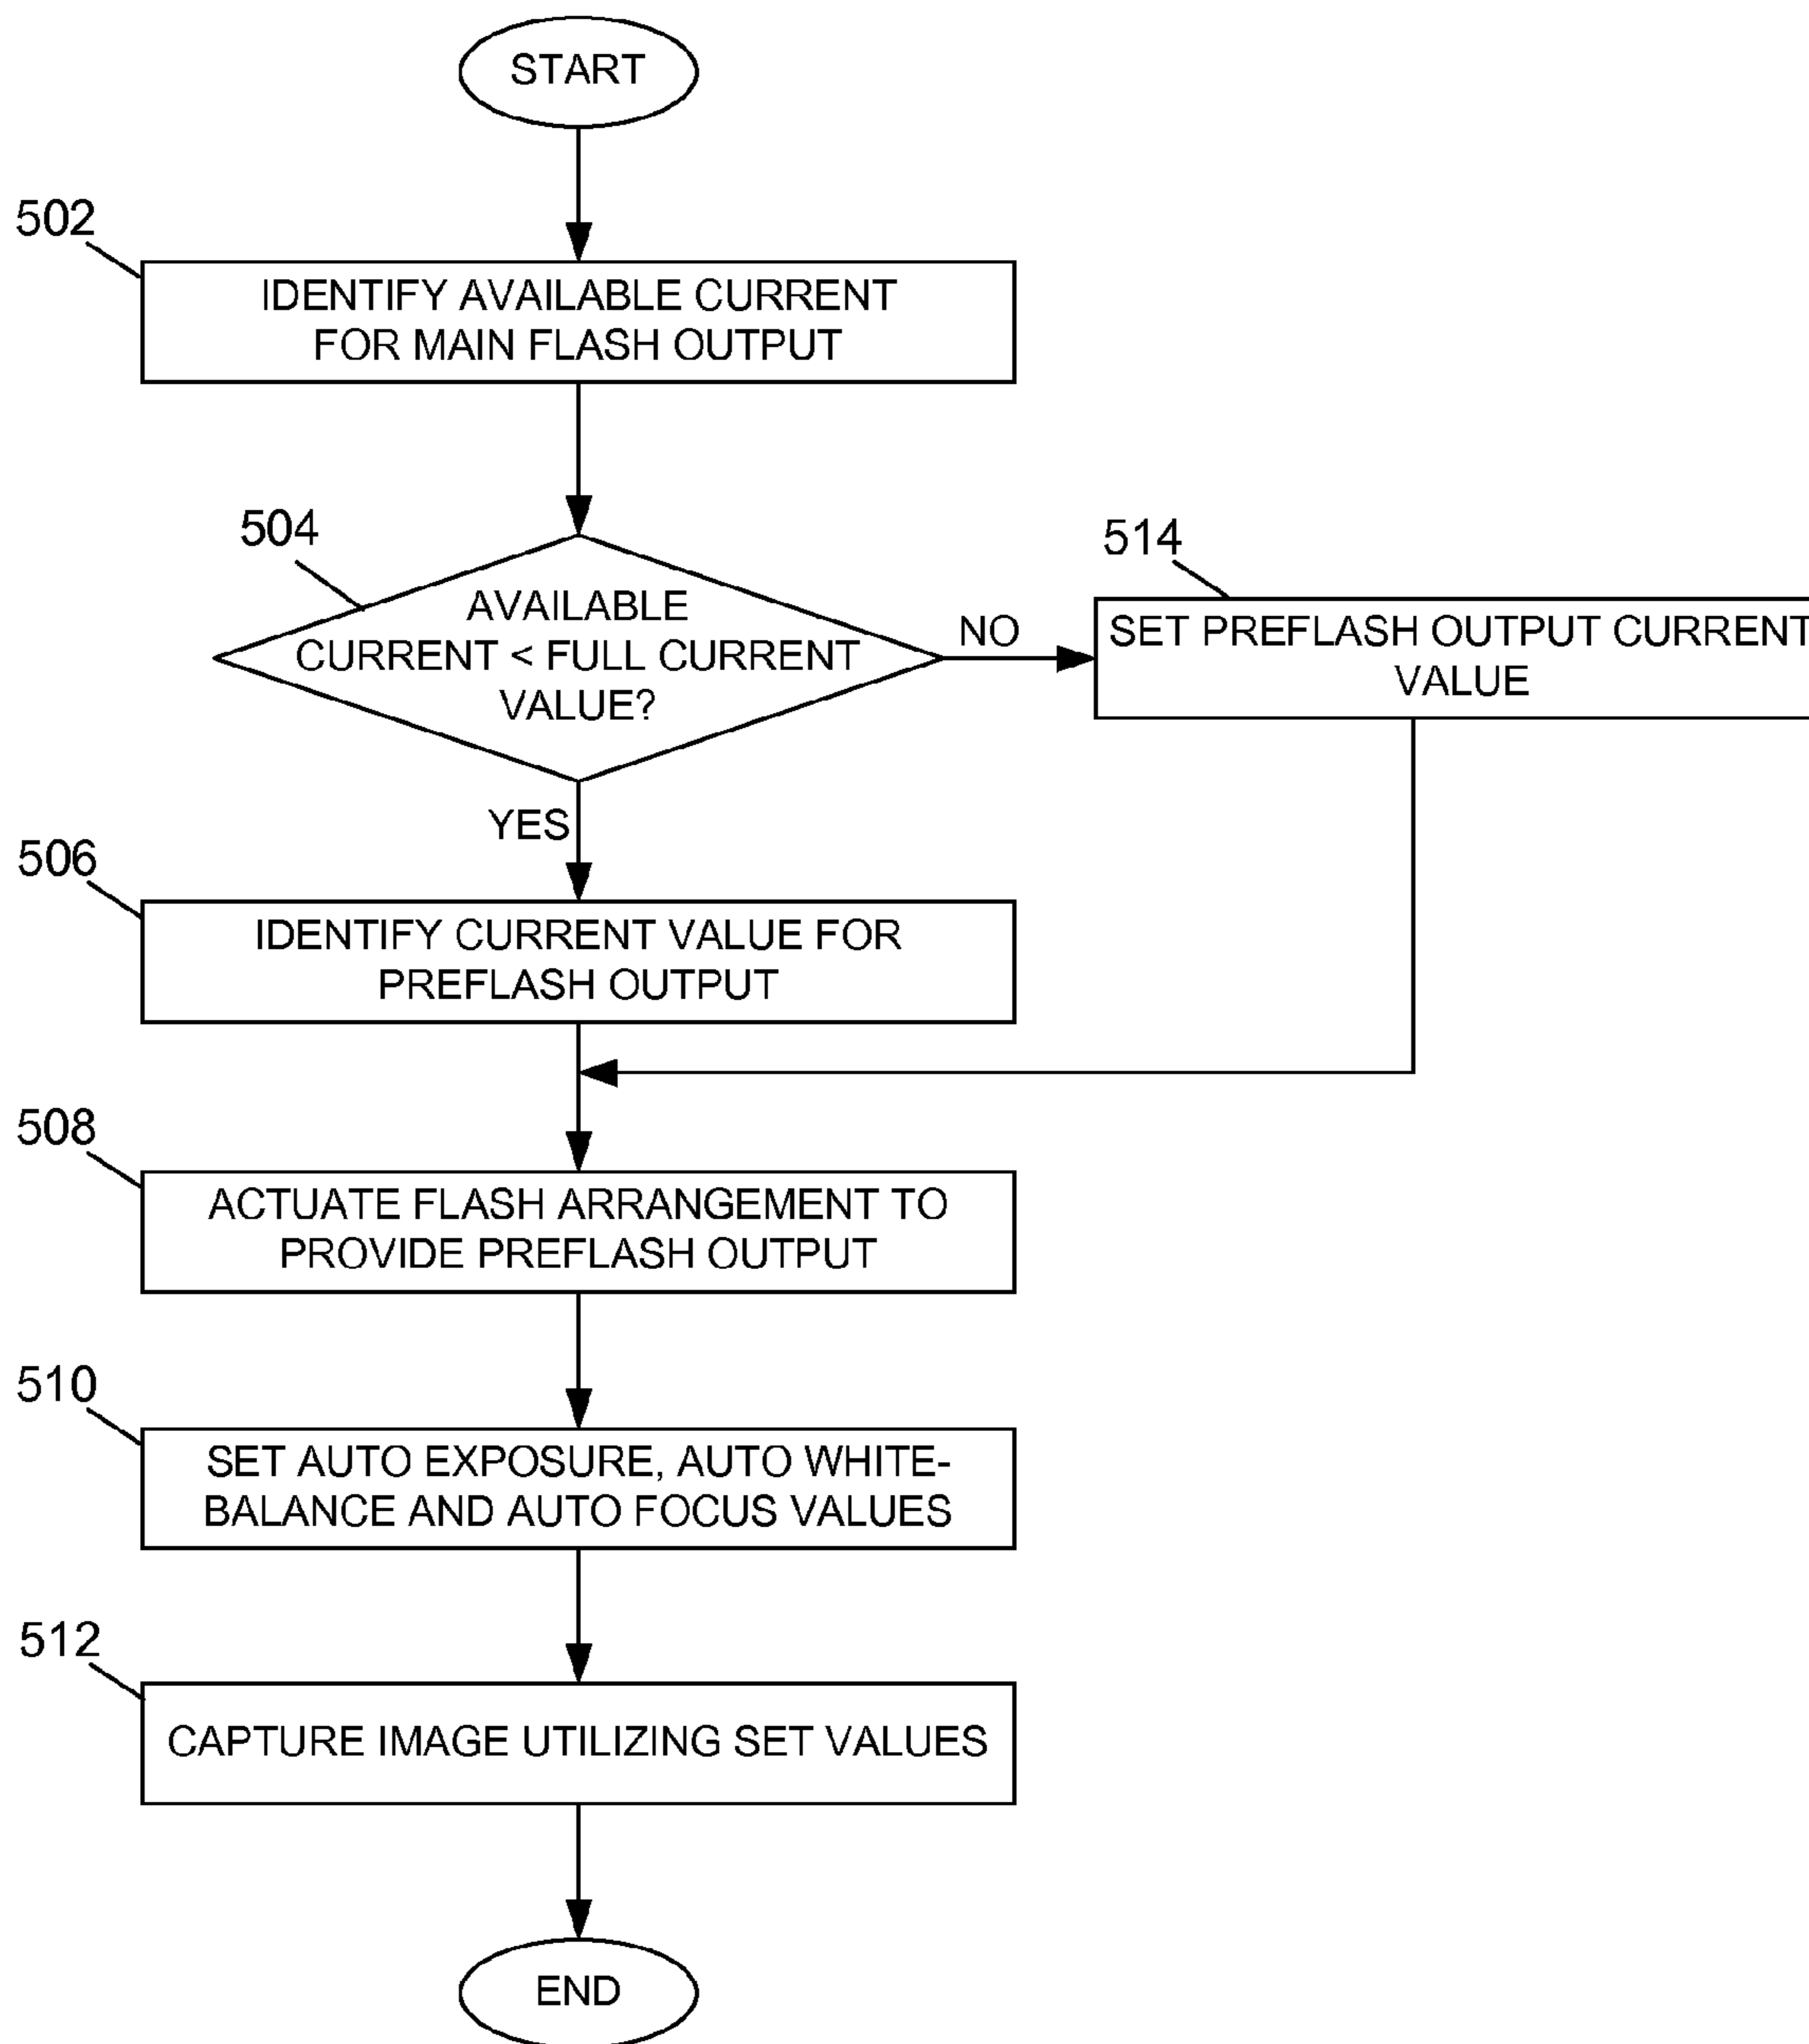 START
502
IDENTIFY AVAILABLE CURRENT
FOR MAIN FLASH OUTPUT
504
AVAILABLE
CURRENT < FULL CURRENT
VALUE?
NO
514
SET PREFLASH OUTPUT CURRENT
VALUE
YES
506
IDENTIFY CURRENT VALUE FOR
PREFLASH OUTPUT
508
ACTUATE FLASH ARRANGEMENT TO
PROVIDE PREFLASH OUTPUT
510
SET AUTO EXPOSURE, AUTO WHITE-
BALANCE AND AUTO FOCUS VALUES
512
CAPTURE IMAGE UTILIZING SET VALUES
END